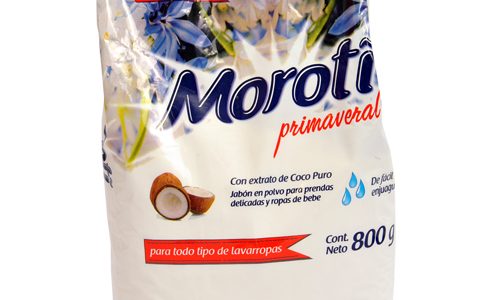 Moroti
primaveral
Con extrato de Coco Puro
Jabón en polvo para prendas
delicadas y ropas de bebe
De fácil
enjuague
para todo tipo de lavarropas
Cont.
Neto 800 g